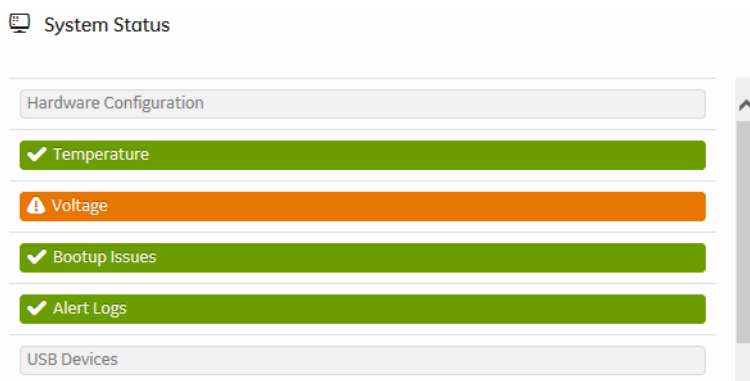 System Status
Hardware Configuration
Temperature
Voltage
Bootup Issues
Alert Logs
USB Devices